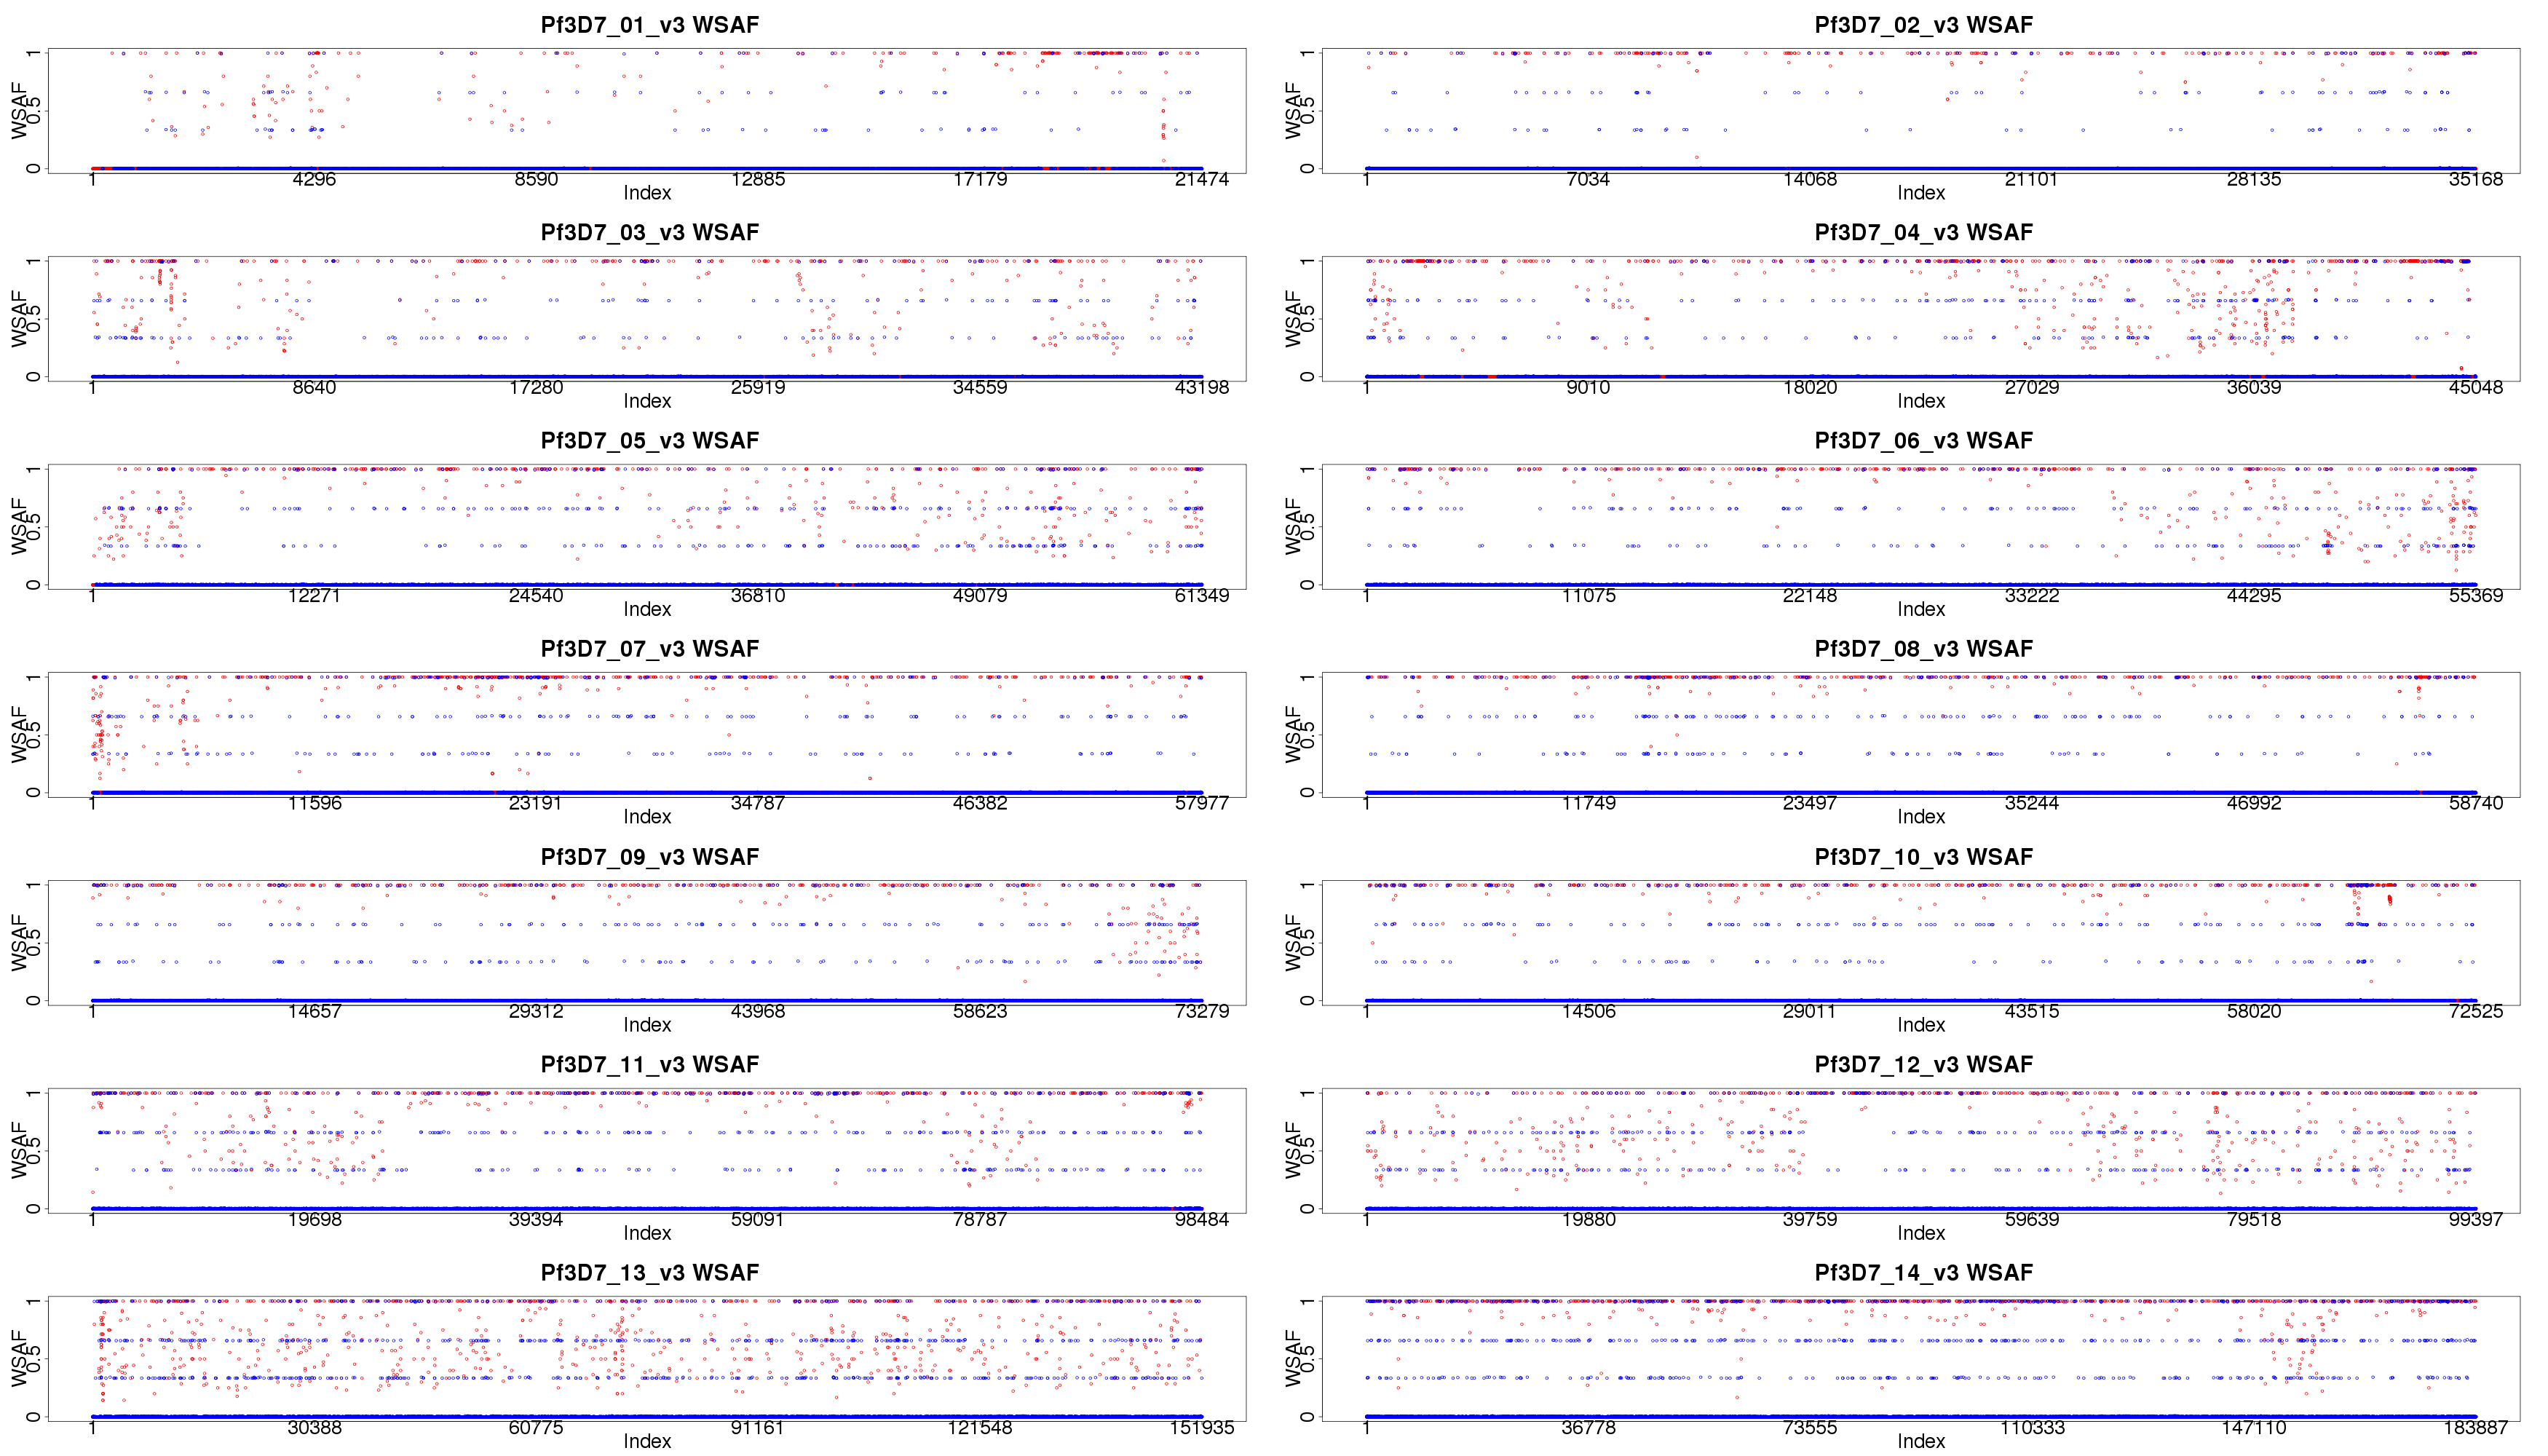 Pf3D7_01_v3 WSAF
WSAF
0 0.5 1
1 4296 8590 12885 17179 21474
Index
Pf3D7_02_v3 WSAF
WSAF
0 0.5 1
1 7034 14068 21101 28135 35168
Index
Pf3D7_03_v3 WSAF
WSAF
0 0.5 1
1 8640 17280 25919 34559 43198
Index
Pf3D7_04_v3 WSAF
WSAF
0 0.5 1
1 9010 18020 27029 36039 45048
Index
Pf3D7_05_v3 WSAF
WSAF
0 0.5 1
1 12271 24540 36810 49079 61349
Index
Pf3D7_06_v3 WSAF
WSAF
0 0.5 1
1 11075 22148 33222 44295 55369
Index
Pf3D7_07_v3 WSAF
WSAF
0 0.5 1
1 11596 23191 34787 46382 57977
Index
Pf3D7_08_v3 WSAF
WSAF
0 0.5 1
1 11749 23497 35244 46992 58740
Index
Pf3D7_09_v3 WSAF
WSAF
0 0.5 1
1 14657 29312 43968 58623 73279
Index
Pf3D7_10_v3 WSAF
WSAF
0 0.5 1
1 14506 29011 43515 58020 72525
Index
Pf3D7_11_v3 WSAF
WSAF
0 0.5 1
1 19698 39394 59091 78787 98484
Index
Pf3D7_12_v3 WSAF
WSAF
0 0.5 1
1 19880 39759 59639 79518 99397
Index
Pf3D7_13_v3 WSAF
WSAF
0 0.5 1
1 30388 60775 91161 121548 151935
Index
Pf3D7_14_v3 WSAF
WSAF
0 0.5 1
1 36778 73555 110333 147110 183887
Index